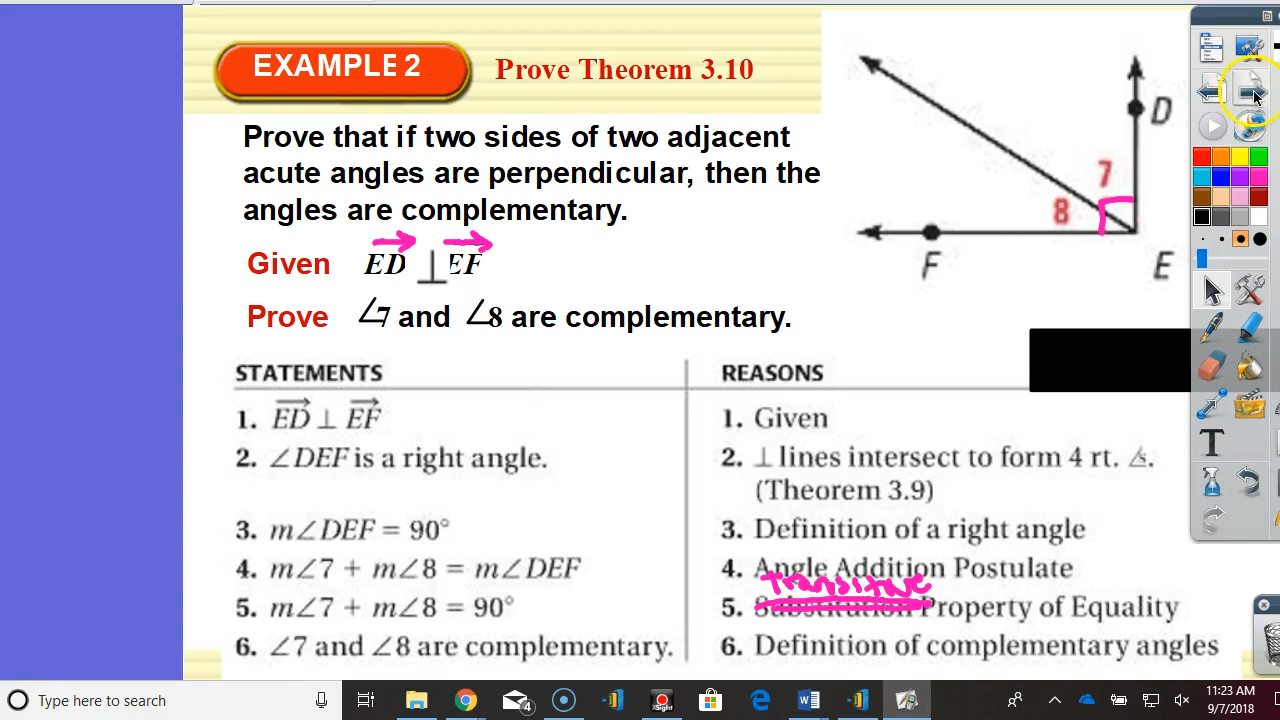 EXAMPLE 2
Prove Theorem 3.10
Prove that if two sides of two adjacent
acute angles are perpendicular, then the
angles are complementary.
Given ED ⊥ EF
Prove ∠7 and ∠8 are complementary.
D
7
8
F
E
STATEMENTS
REASONS
1. ED ⊥ EF
1. Given
2. ∠DEF is a right angle.
2. ⊥ lines intersect to form 4 rt. ∠s.
(Theorem 3.9)
3. m∠DEF = 90°
3. Definition of a right angle
4. m∠7 + m∠8 = m∠DEF
4. Angle Addition Postulate
transitive
5. m∠7 + m∠8 = 90°
5. Substitution Property of Equality
6. ∠7 and ∠8 are complementary.
6. Definition of complementary angles
T
Type here to search
4
xSight
11:23 AM
9/7/2018